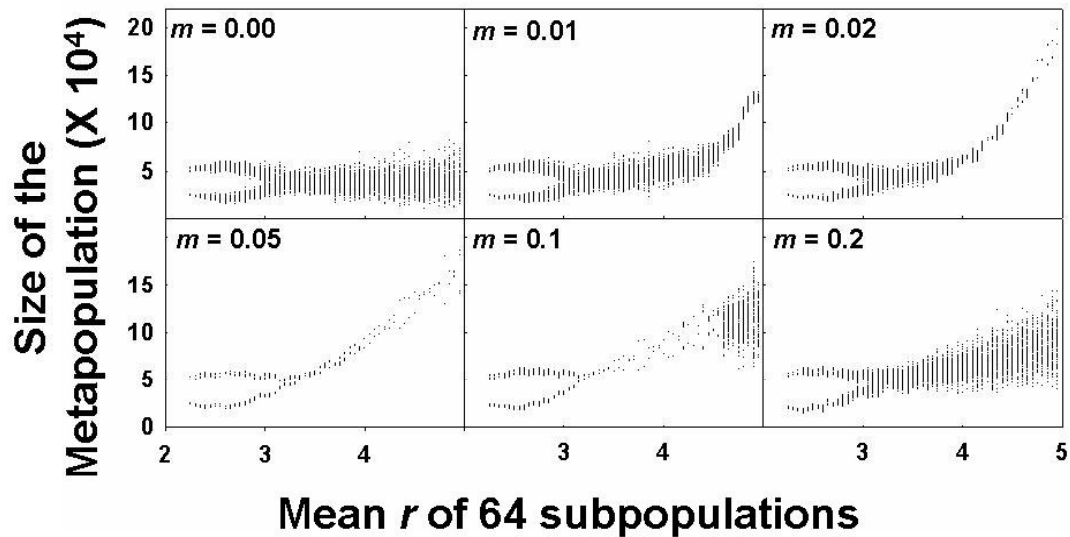 Size of the
Metapopulation (X 10⁴)
20
15
10
5
m = 0.00
m = 0.01
m = 0.02
15
10
5
0
m = 0.05
m = 0.1
m = 0.2
2
3
4
3
4
3
4
5
Mean r of 64 subpopulations